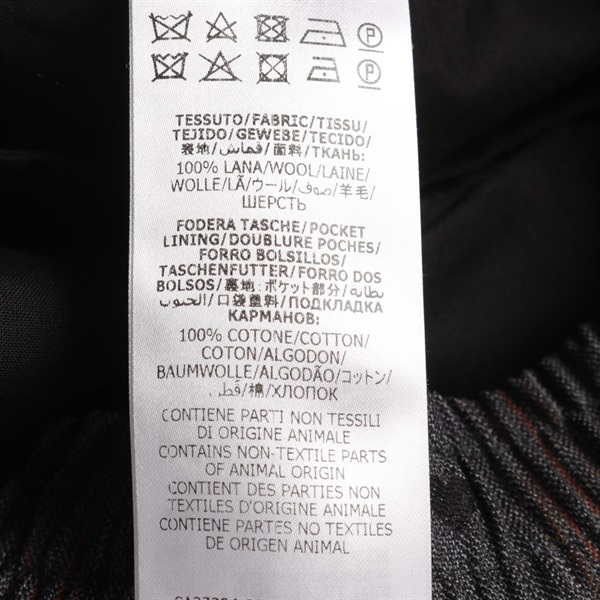 P
P
TESSUTO/FABRIC/TISSU/
TEJIDO/GEWEBE/TECIDO/
表地/قماش/面料/ТКАНЬ:
100% LANA/WOOL/LAINE/
WOLLE/LÃ/ウール/صوف/羊毛/
ШЕРСТЬ
FODERA TASCHE/POCKET
LINING/DOUBLURE POCHES/
FORRO BOLSILLOS/
TASCHENFUTTER/FORRO DOS
BOLSOS/裏地:ポケット部分/بطانة
الجيوب/口袋里料/ПОДКЛАДКА
КАРМАНОВ:
100% COTONE/COTTON/
COTON/ALGODON/
BAUMWOLLE/ALGODÃO/コットン/
قطن/棉/ХЛОПОК
CONTIENE PARTI NON TESSILI
DI ORIGINE ANIMALE
CONTAINS NON-TEXTILE PARTS
OF ANIMAL ORIGIN
CONTIENT DES PARTIES NON
TEXTILES D'ORIGINE ANIMALE
CONTIENE PARTES NO TEXTILES
DE ORIGEN ANIMAL